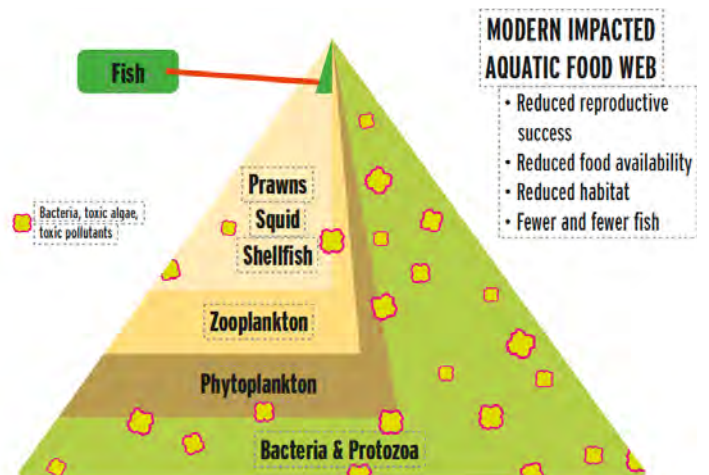 MODERN IMPACTED
AQUATIC FOOD WEB
• Reduced reproductive
success
• Reduced food availability
• Reduced habitat
• Fewer and fewer fish
Fish
Bacteria, toxic algae,
toxic pollutants
Prawns
Squid
Shellfish
Zooplankton
Phytoplankton
Bacteria & Protozoa